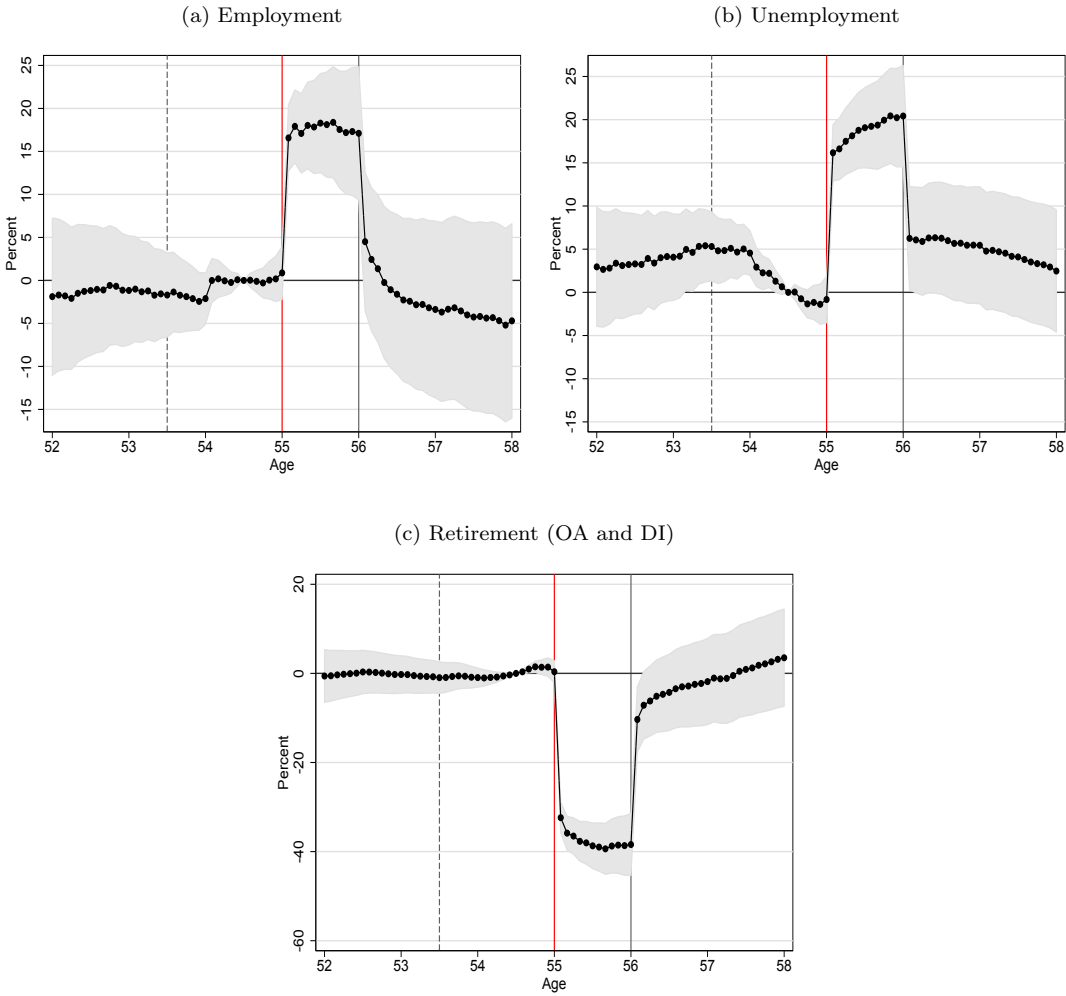 (a) Employment
25
20
15
10
5
0
-5
-10
-15
Percent
52 53 54 55 56 57 58
Age
(b) Unemployment
25
20
15
10
5
0
-5
-10
-15
Percent
52 53 54 55 56 57 58
Age
(c) Retirement (OA and DI)
20
0
-20
-40
-60
Percent
52 53 54 55 56 57 58
Age